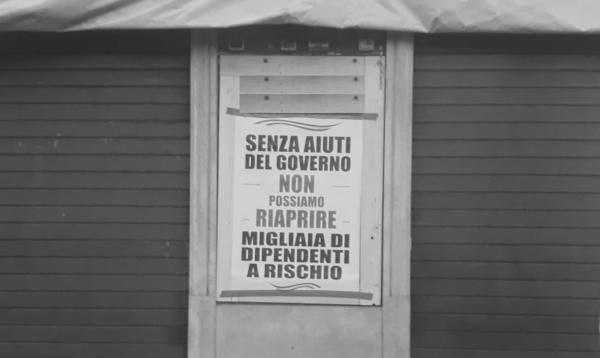 SENZA AIUTI
DEL GOVERNO
NON
POSSIAMO
RIAPRIRE
MIGLIAIA DI
DIPENDENTI
A RISCHIO